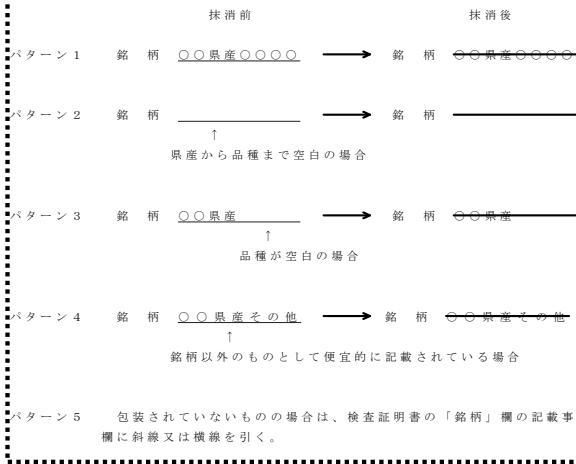 抹消前 抹消後
パターン1 銘 柄 ○○県産○○○○ → 銘 柄 ○○県産○○○○
パターン2 銘 柄 → 銘 柄
↑
県産から品種まで空白の場合
パターン3 銘 柄 ○○県産 → 銘 柄 ○○県産
↑
品種が空白の場合
パターン4 銘 柄 ○○県産その他 → 銘 柄 ○○県産その他
↑
銘柄以外のものとして便宜的に記載されている場合
パターン5 包装されていないものの場合は、検査証明書の「銘柄」欄の記載事
欄に斜線又は横線を引く。